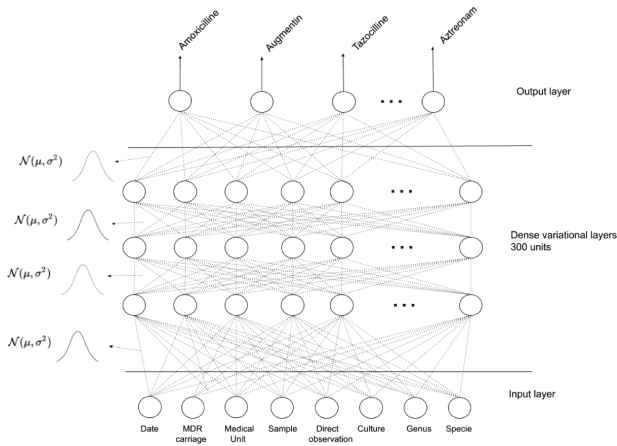 Amoxicilline
Augmentin
Tazocilline
Aztreonam
Output layer
N(μ, σ²)
N(μ, σ²)
Dense variational layers
300 units
N(μ, σ²)
N(μ, σ²)
Input layer
Date
MDR
carriage
Medical
Unit
Sample
Direct
observation
Culture
Genus
Specie